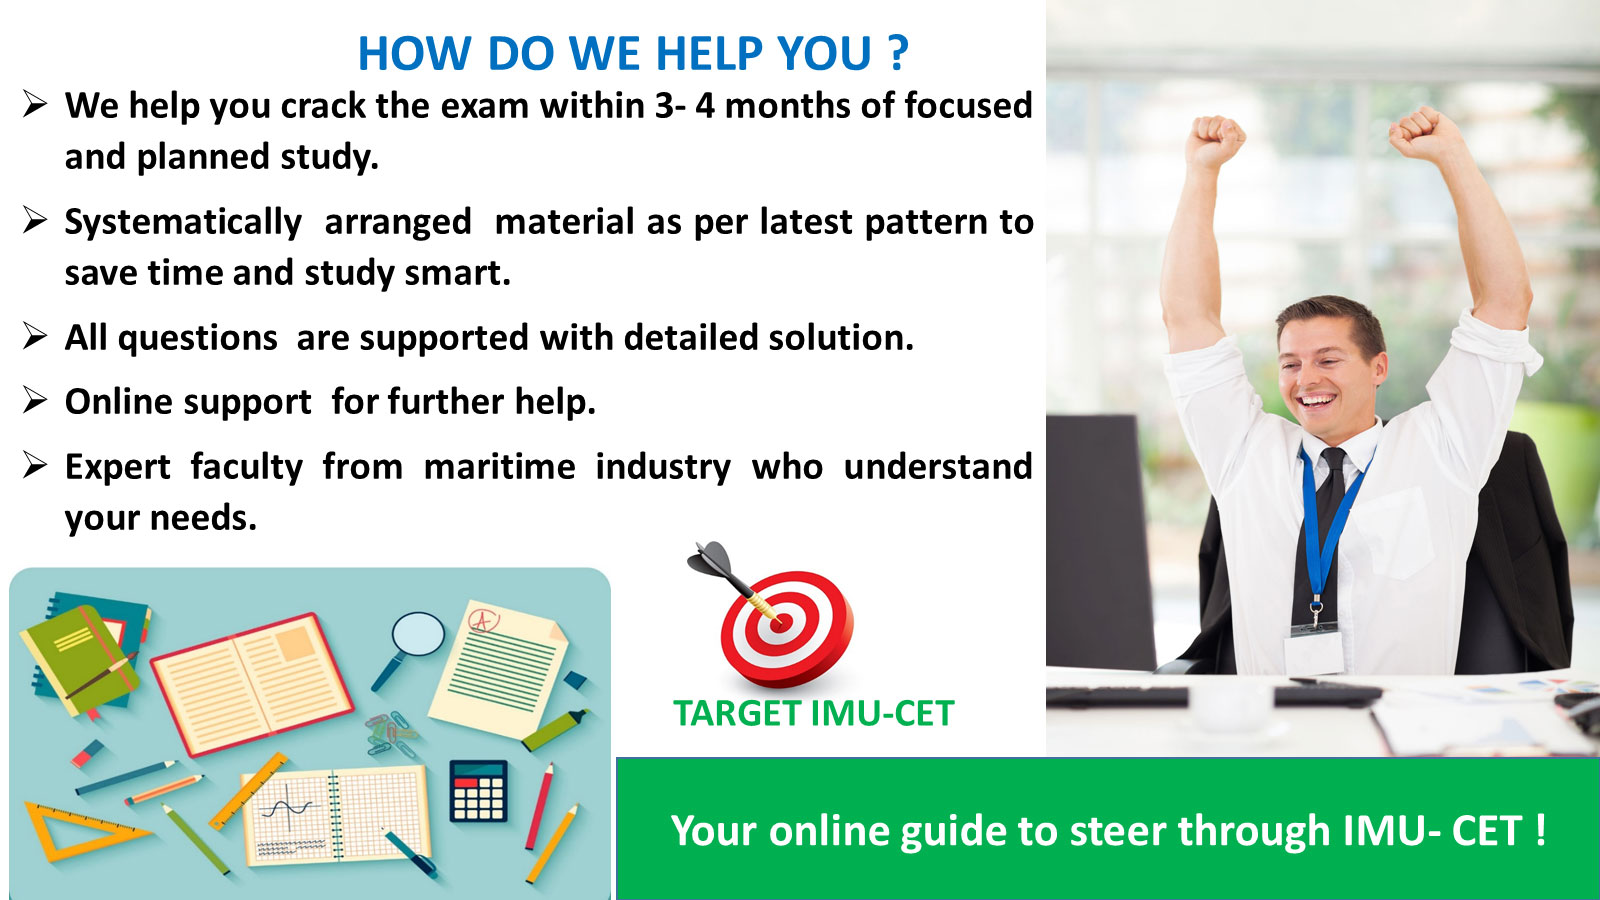 HOW DO WE HELP YOU ?
➢ We help you crack the exam within 3- 4 months of focused
and planned study.
➢ Systematically arranged material as per latest pattern to
save time and study smart.
➢ All questions are supported with detailed solution.
➢ Online support for further help.
➢ Expert faculty from maritime industry who understand
your needs.
A
TARGET IMU-CET
Your online guide to steer through IMU- CET !